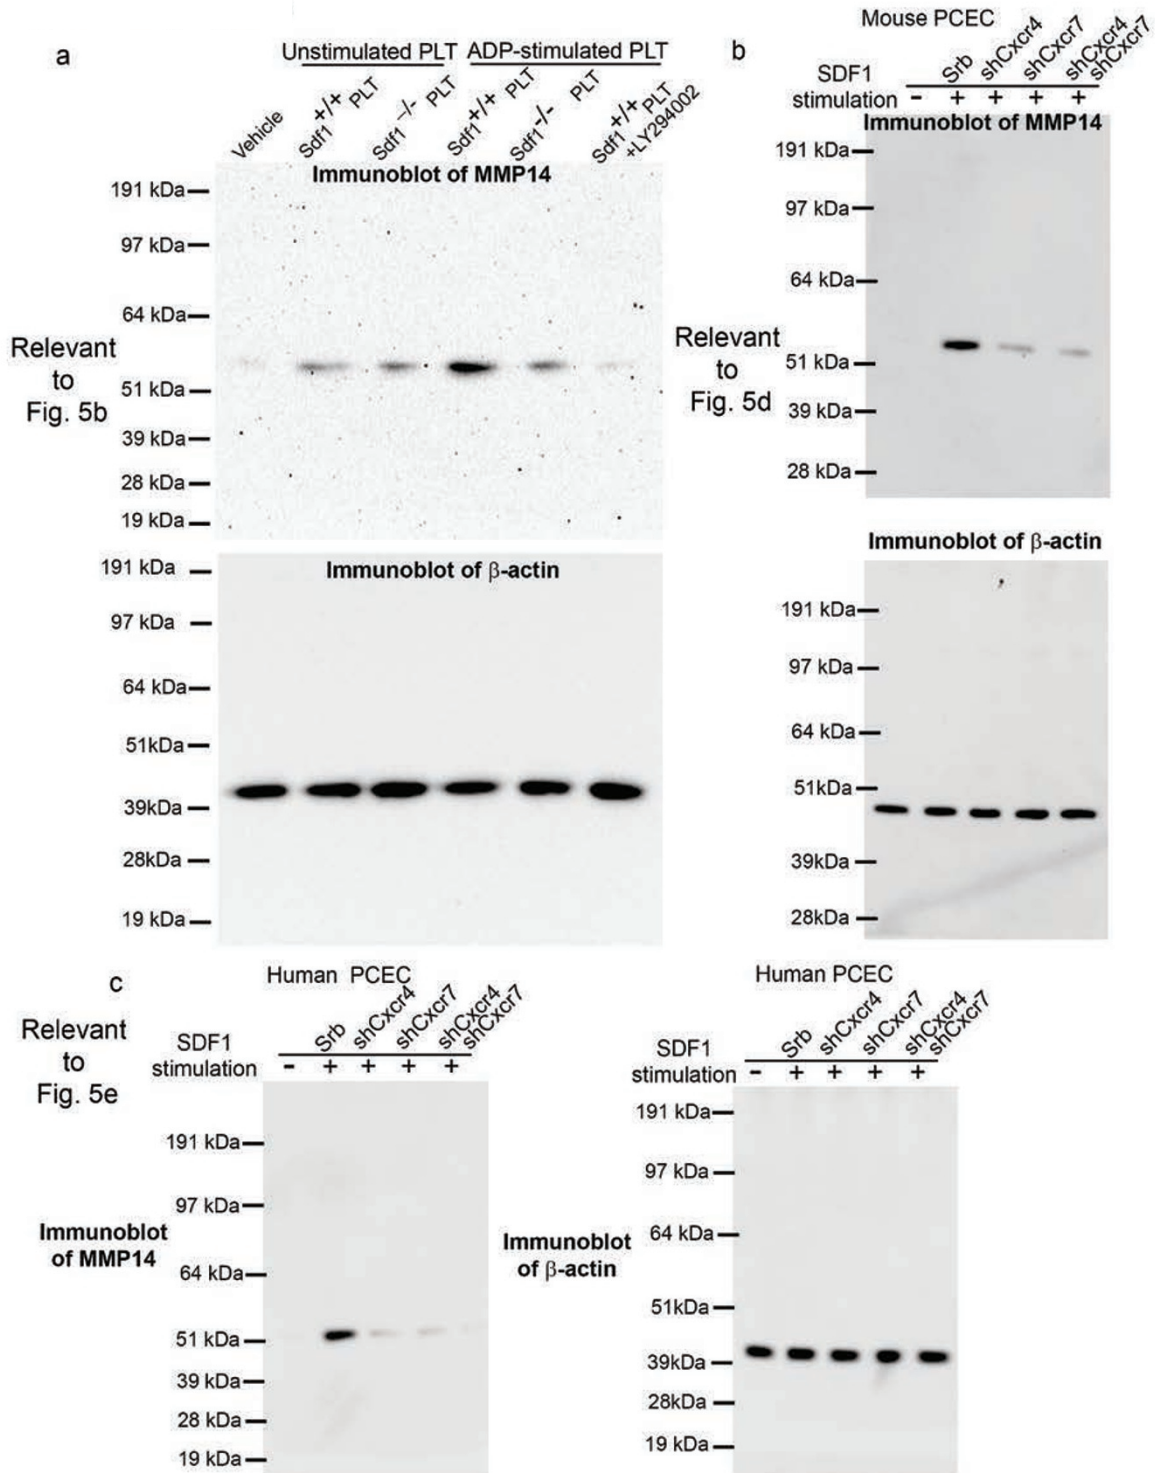 a
Unstimulated PLT ADP-stimulated PLT
Vehicle
Sdf1 +/+ PLT
Sdf1 -/- PLT
Sdf1 +/+ PLT
Sdf1 -/- PLT
Sdf1 +/+ PLT
+LY294002
Immunoblot of MMP14
191 kDa
97 kDa
64 kDa
51 kDa
39 kDa
28 kDa
19 kDa
Relevant
to
Fig. 5b
Immunoblot of β-actin
191 kDa
97 kDa
64 kDa
51kDa
39kDa
28kDa
19 kDa
b
Mouse PCEC
SDF1
stimulation
Srb
shCxcr4
shCxcr7
shCxcr4
shCxcr7
- + + + +
Immunoblot of MMP14
191 kDa
97 kDa
64 kDa
51 kDa
39 kDa
28 kDa
Relevant
to
Fig. 5d
Immunoblot of β-actin
191 kDa
97 kDa
64 kDa
51kDa
39kDa
28kDa
c
Relevant
to
Fig. 5e
Human PCEC
SDF1
stimulation
Srb
shCxcr4
shCxcr7
shCxcr4
shCxcr7
- + + + +
Immunoblot
of MMP14
191 kDa
97 kDa
64 kDa
51 kDa
39 kDa
28 kDa
19 kDa
Human PCEC
SDF1
stimulation
Srb
shCxcr4
shCxcr7
shCxcr4
shCxcr7
- + + + +
Immunoblot
of β-actin
191 kDa
97 kDa
64 kDa
51kDa
39kDa
28kDa
19 kDa